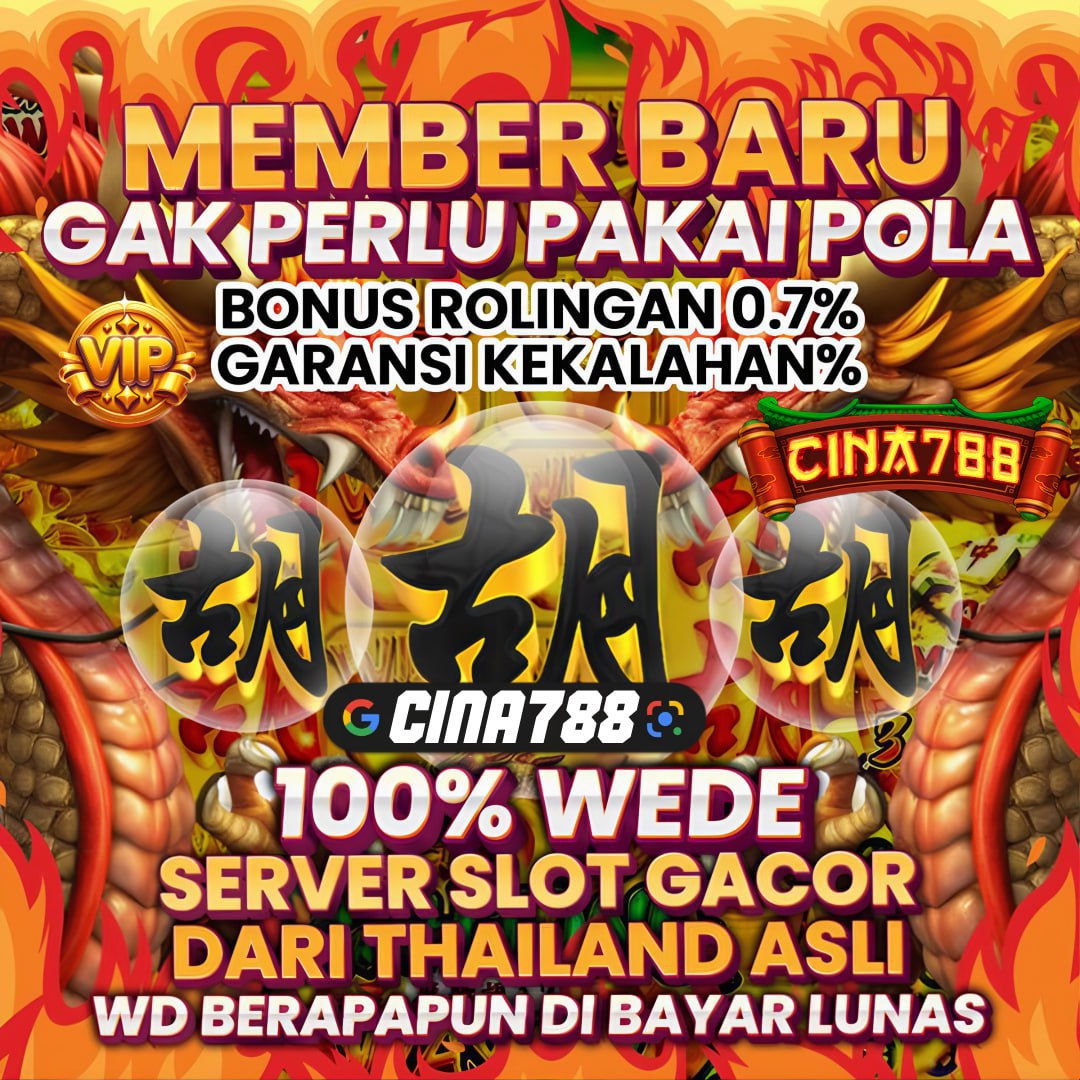 MEMBER BARU
GAK PERLU PAKAI POLA
BONUS ROLINGAN 0.7%
GARANSI KEKALAHAN%
VIP
CINA788
胡 胡 胡
G CINA788
100% WEDE
SERVER SLOT GACOR
DARI THAILAND ASLI
WD BERAPAPUN DI BAYAR LUNAS